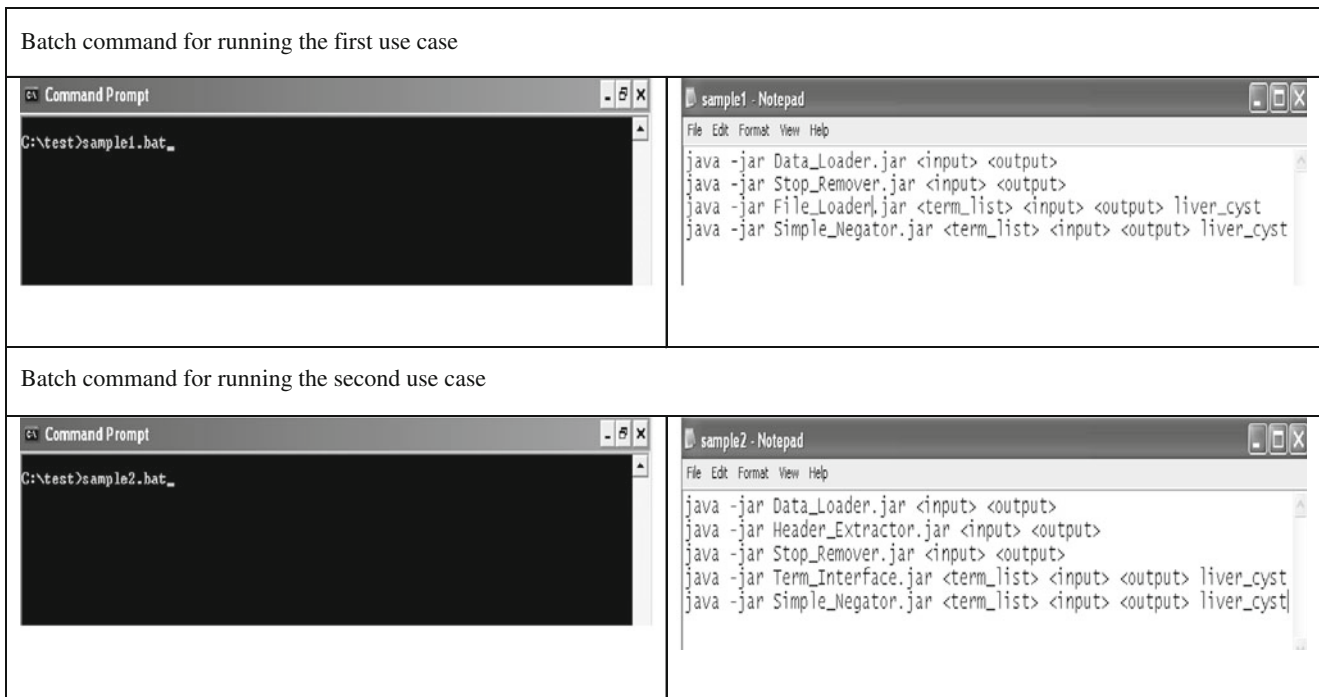 Batch command for running the first use case
Command Prompt
C:\test>sample1.bat_
sample1 - Notepad
File Edit Format View Help
java -jar Data_Loader.jar <input> <output>
java -jar Stop_Remover.jar <input> <output>
java -jar File_Loader.jar <term_list> <input> <output> liver_cyst
java -jar Simple_Negator.jar <term_list> <input> <output> liver_cyst
Batch command for running the second use case
Command Prompt
C:\test>sample2.bat_
sample2 - Notepad
File Edit Format View Help
java -jar Data_Loader.jar <input> <output>
java -jar Header_Extractor.jar <input> <output>
java -jar Stop_Remover.jar <input> <output>
java -jar Term_Interface.jar <term_list> <input> <output> liver_cyst
java -jar Simple_Negator.jar <term_list> <input> <output> liver_cyst